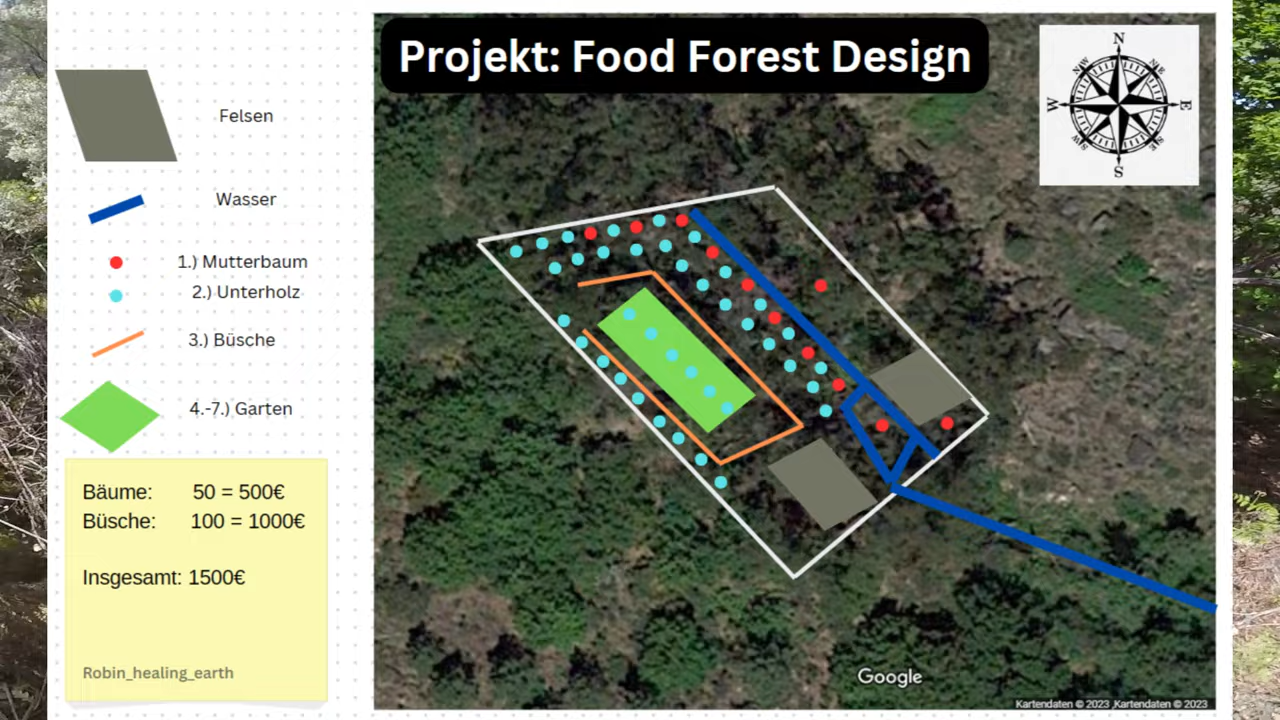 Projekt: Food Forest Design
N
NE
E
SE
S
SW
W
NW
Felsen
Wasser
1.) Mutterbaum
2.) Unterholz
3.) Büsche
4.-7.) Garten
Bäume: 50 = 500€
Büsche: 100 = 1000€
Insgesamt: 1500€
Robin_healing_earth
Google
Kartendaten © 2023 ,Kartendaten © 2023